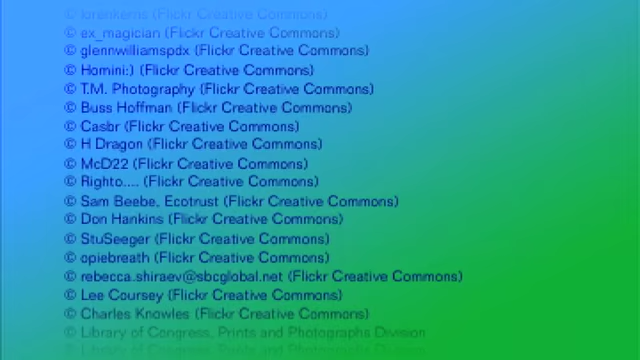 © lorenkerns (Flickr Creative Commons)
© ex_magician (Flickr Creative Commons)
© glennwilliamspdx (Flickr Creative Commons)
© Homini:) (Flickr Creative Commons)
© T.M. Photography (Flickr Creative Commons)
© Buss Hoffman (Flickr Creative Commons)
© Casbr (Flickr Creative Commons)
© H Dragon (Flickr Creative Commons)
© McD22 (Flickr Creative Commons)
© Righto.... (Flickr Creative Commons)
© Sam Beebe, Ecotrust (Flickr Creative Commons)
© Don Hankins (Flickr Creative Commons)
© StuSeeger (Flickr Creative Commons)
© opiebreath (Flickr Creative Commons)
© rebecca.shiraev@sbcglobal.net (Flickr Creative Commons)
© Lee Coursey (Flickr Creative Commons)
© Charles Knowles (Flickr Creative Commons)
© Library of Congress, Prints and Photographs Division